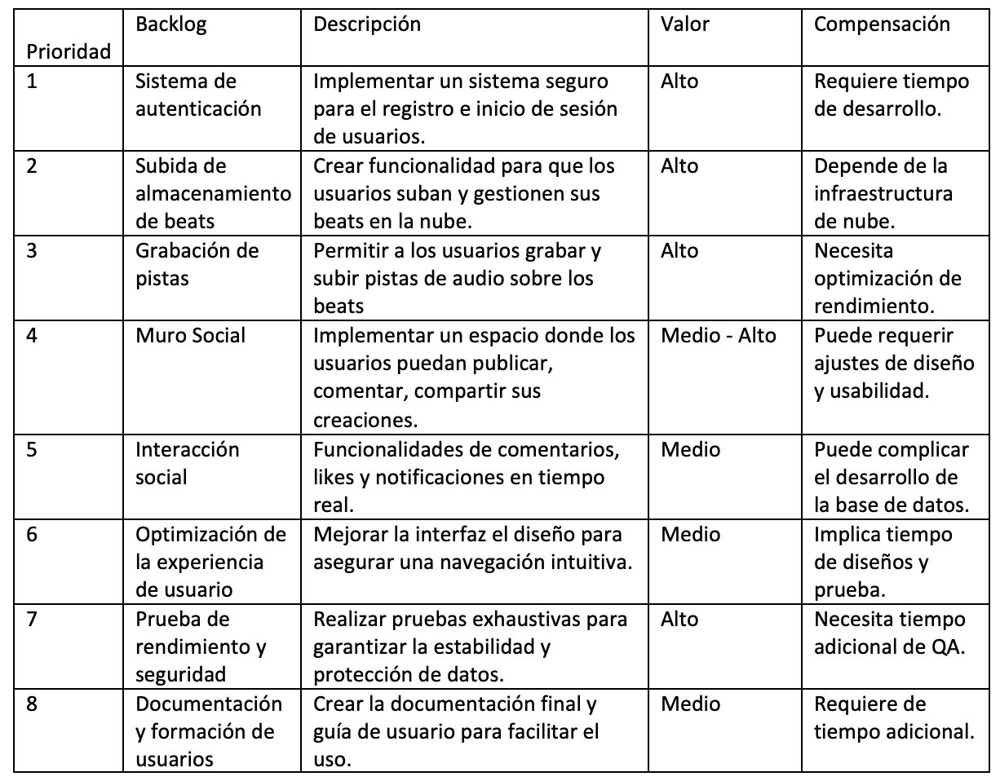 Prioridad
Backlog
Descripción
Valor
Compensación
1
Sistema de
autenticación
Implementar un sistema seguro
para el registro e inicio de sesión
de usuarios.
Alto
Requiere tiempo
de desarrollo.
2
Subida de
almacenamiento
de beats
Crear funcionalidad para que los
usuarios suban y gestionen sus
beats en la nube.
Alto
Depende de la
infraestructura
de nube.
3
Grabación de
pistas
Permitir a los usuarios grabar y
subir pistas de audio sobre los
beats
Alto
Necesita
optimización de
rendimiento.
4
Muro Social
Implementar un espacio donde los
usuarios puedan publicar,
comentar, compartir sus
creaciones.
Medio - Alto
Puede requerir
ajustes de diseño
y usabilidad.
5
Interacción
social
Funcionalidades de comentarios,
likes y notificaciones en tiempo
real.
Medio
Puede complicar
el desarrollo de
la base de datos.
6
Optimización de
la experiencia
de usuario
Mejorar la interfaz el diseño para
asegurar una navegación intuitiva.
Medio
Implica tiempo
de diseños y
prueba.
7
Prueba de
rendimiento y
seguridad
Realizar pruebas exhaustivas para
garantizar la estabilidad y
protección de datos.
Alto
Necesita tiempo
adicional de QA.
8
Documentación
y formación de
usuarios
Crear la documentación final y
guía de usuario para facilitar el
uso.
Medio
Requiere de
tiempo adicional.